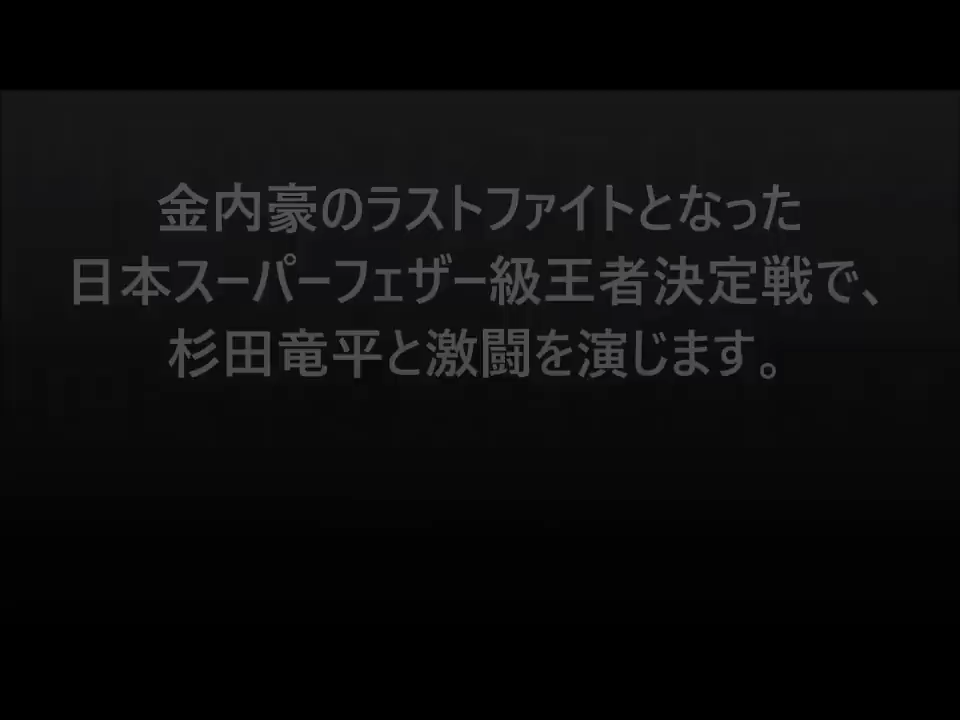 金内豪のラストファイトとなった
日本スーパーフェザー級王者決定戦で、
杉田竜平と激闘を演じます。